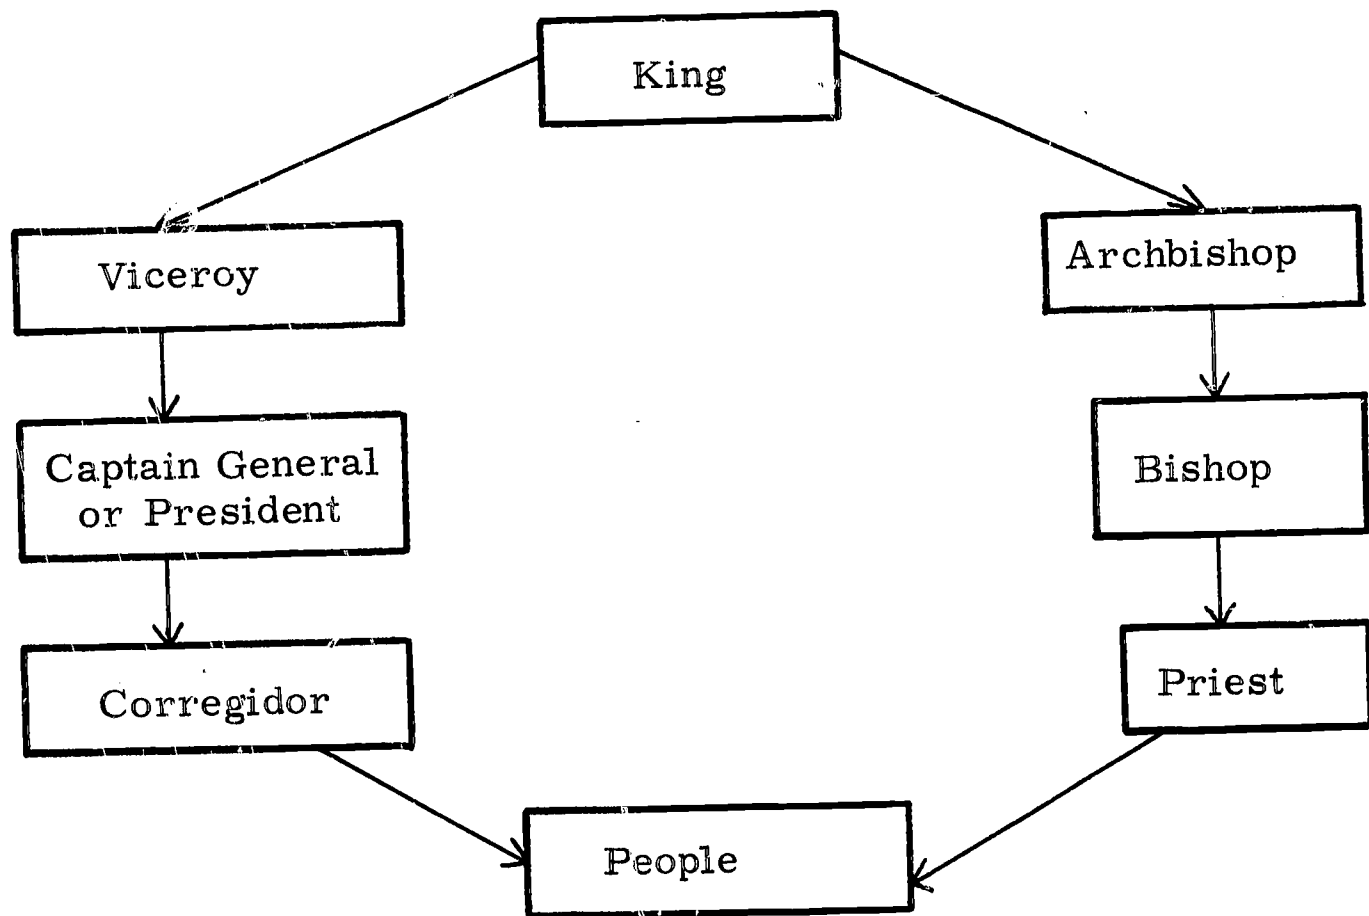 King
Viceroy
Archbishop
Captain General
or President
Bishop
Corregidor
Priest
People